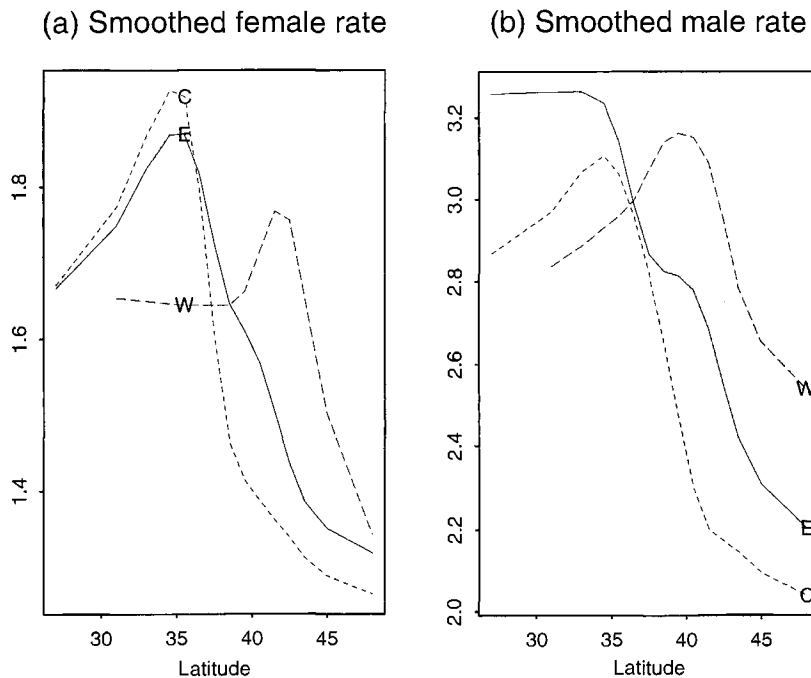 (a) Smoothed female rate
C
E
W
1.8
1.6
1.4
30 35 40 45
Latitude
(b) Smoothed male rate
3.2
3.0
2.8
2.6
2.4
2.2
2.0
W
E
C
30 35 40 45
Latitude